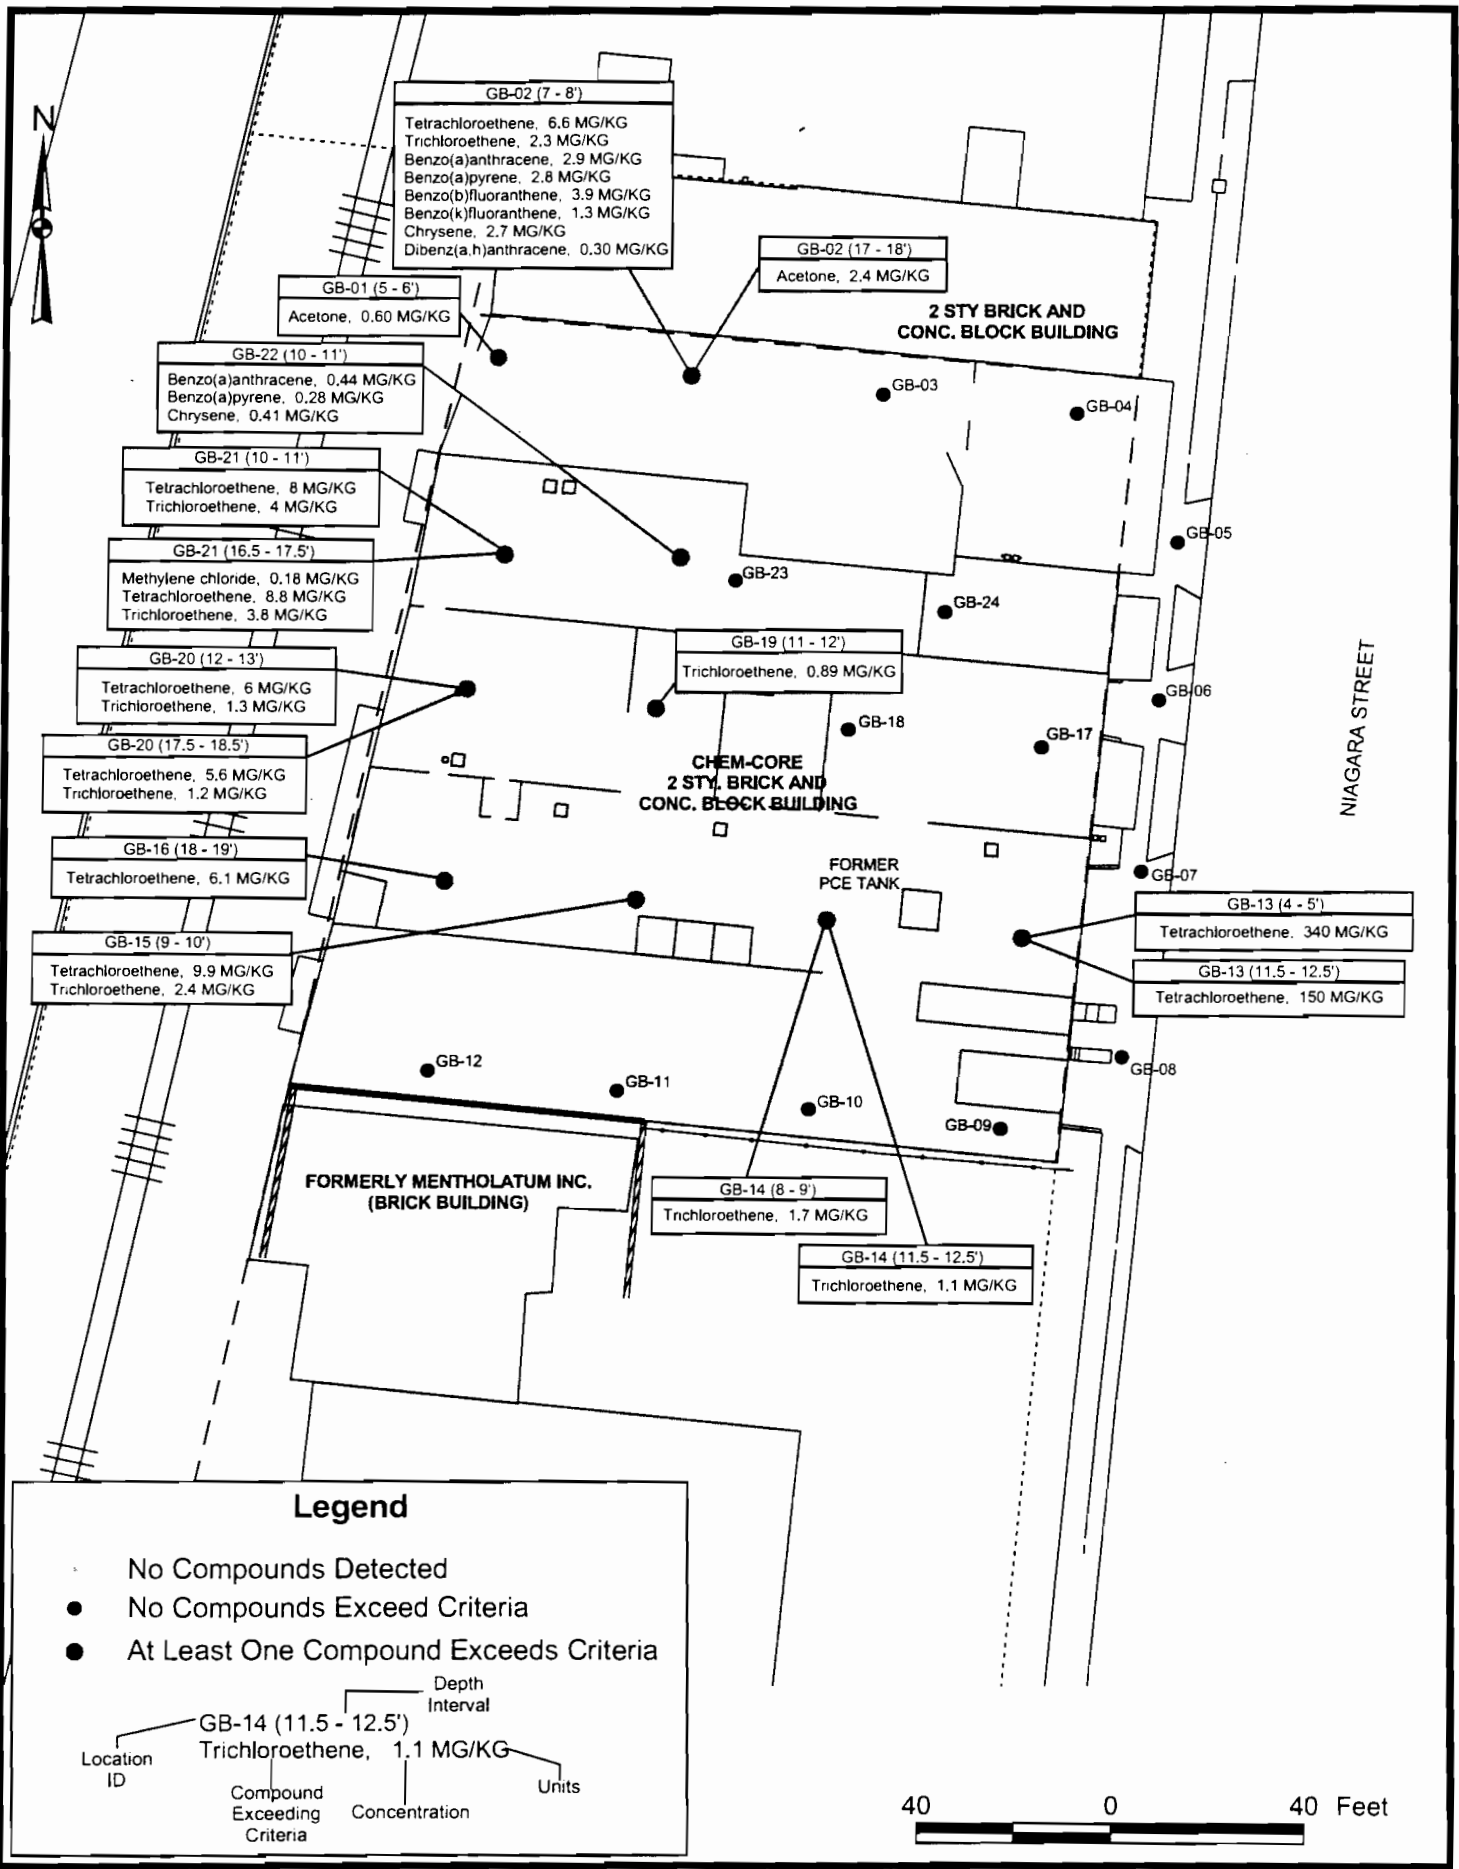 N
GB-02 (7 - 8')
Tetrachloroethene, 6.6 MG/KG
Trichloroethene, 2.3 MG/KG
Benzo(a)anthracene, 2.9 MG/KG
Benzo(a)pyrene, 2.8 MG/KG
Benzo(b)fluoranthene, 3.9 MG/KG
Benzo(k)fluoranthene, 1.3 MG/KG
Chrysene, 2.7 MG/KG
Dibenz(a,h)anthracene, 0.30 MG/KG
GB-02 (17 - 18')
Acetone, 2.4 MG/KG
GB-01 (5 - 6')
Acetone, 0.60 MG/KG
2 STY BRICK AND
CONC. BLOCK BUILDING
GB-22 (10 - 11')
Benzo(a)anthracene, 0.44 MG/KG
Benzo(a)pyrene, 0.28 MG/KG
Chrysene, 0.41 MG/KG
GB-03
GB-04
GB-21 (10 - 11')
Tetrachloroethene, 8 MG/KG
Trichloroethene, 4 MG/KG
GB-05
GB-21 (16.5 - 17.5')
Methylene chloride, 0.18 MG/KG
Tetrachloroethene, 8.8 MG/KG
Trichloroethene, 3.8 MG/KG
GB-23
GB-24
GB-19 (11 - 12')
Trichloroethene, 0.89 MG/KG
GB-20 (12 - 13')
Tetrachloroethene, 6 MG/KG
Trichloroethene, 1.3 MG/KG
GB-06
GB-18
GB-17
NIAGARA STREET
GB-20 (17.5 - 18.5')
Tetrachloroethene, 5.6 MG/KG
Trichloroethene, 1.2 MG/KG
CHEM-CORE
2 STY. BRICK AND
CONC. BLOCK BUILDING
GB-16 (18 - 19')
Tetrachloroethene, 6.1 MG/KG
FORMER
PCE TANK
GB-07
GB-13 (4 - 5')
Tetrachloroethene. 340 MG/KG
GB-15 (9 - 10')
Tetrachloroethene, 9.9 MG/KG
Trichloroethene, 2.4 MG/KG
GB-13 (11.5 - 12.5')
Tetrachloroethene, 150 MG/KG
GB-12
GB-11
GB-10
GB-09
GB-08
FORMERLY MENTHOLATUM INC.
(BRICK BUILDING)
GB-14 (8 - 9')
Trichloroethene, 1.7 MG/KG
GB-14 (11.5 - 12.5')
Trichloroethene, 1.1 MG/KG
Legend
No Compounds Detected
No Compounds Exceed Criteria
At Least One Compound Exceeds Criteria
Depth
Interval
GB-14 (11.5 - 12.5')
Trichloroethene, 1.1 MG/KG
Location
ID
Compound
Exceeding
Criteria
Concentration
Units
40 0 40 Feet